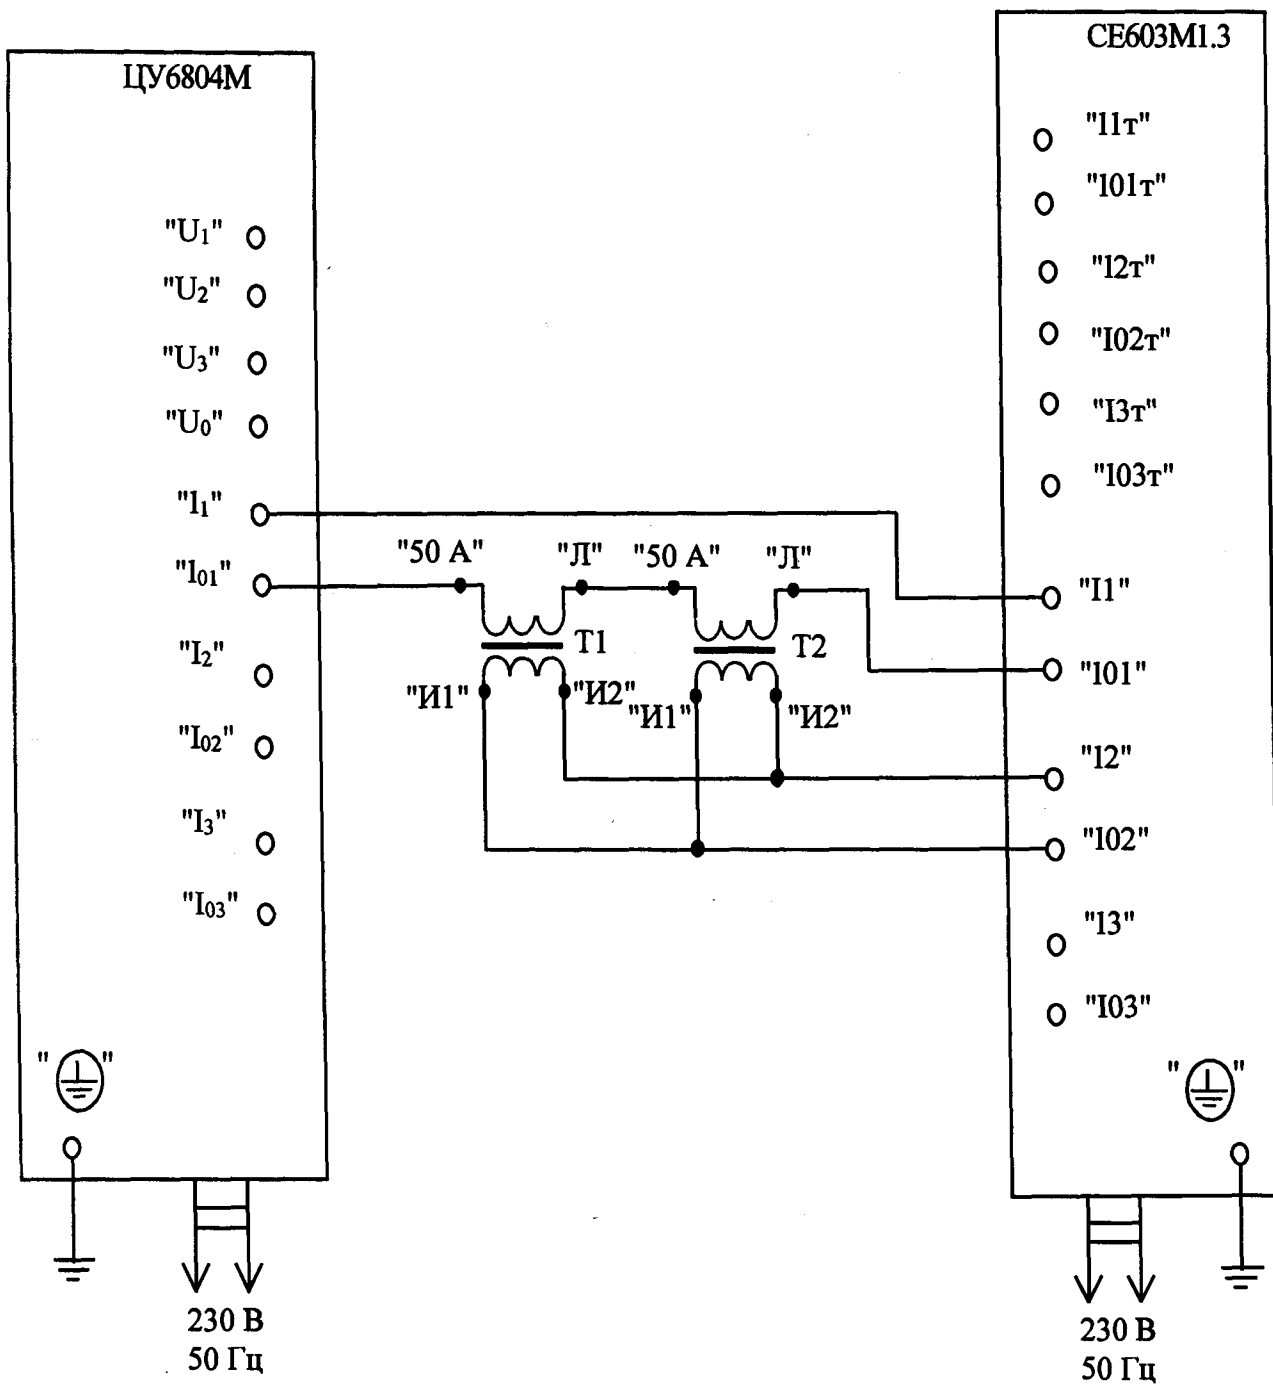 ЦУ6804М
"U1"
"U2"
"U3"
"U0"
"I1"
"I01"
"I2"
"I02"
"I3"
"I03"
" "
230 В
50 Гц
"50 А"
"Л"
"50 А"
"Л"
Т1
Т2
"И1"
"И2"
"И1"
"И2"
СЕ603М1.3
"I1т"
"I01т"
"I2т"
"I02т"
"I3т"
"I03т"
"I1"
"I01"
"I2"
"I02"
"I3"
"I03"
" "
230 В
50 Гц